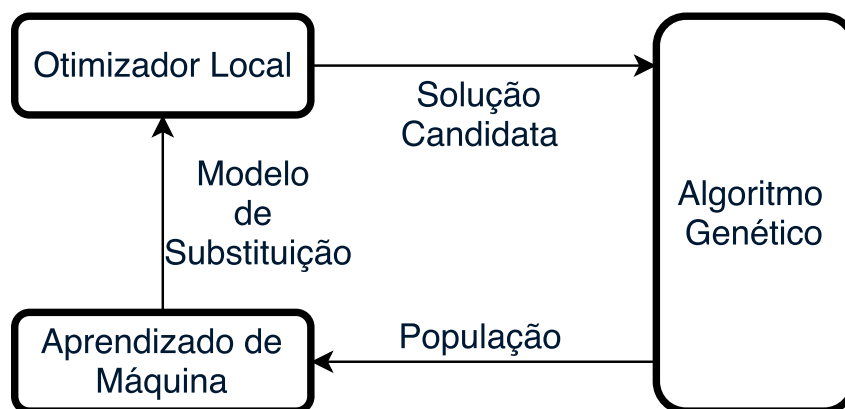 Otimizador Local
Solução
Candidata
Modelo
de
Substituição
Algoritmo
Genético
População
Aprendizado de
Máquina